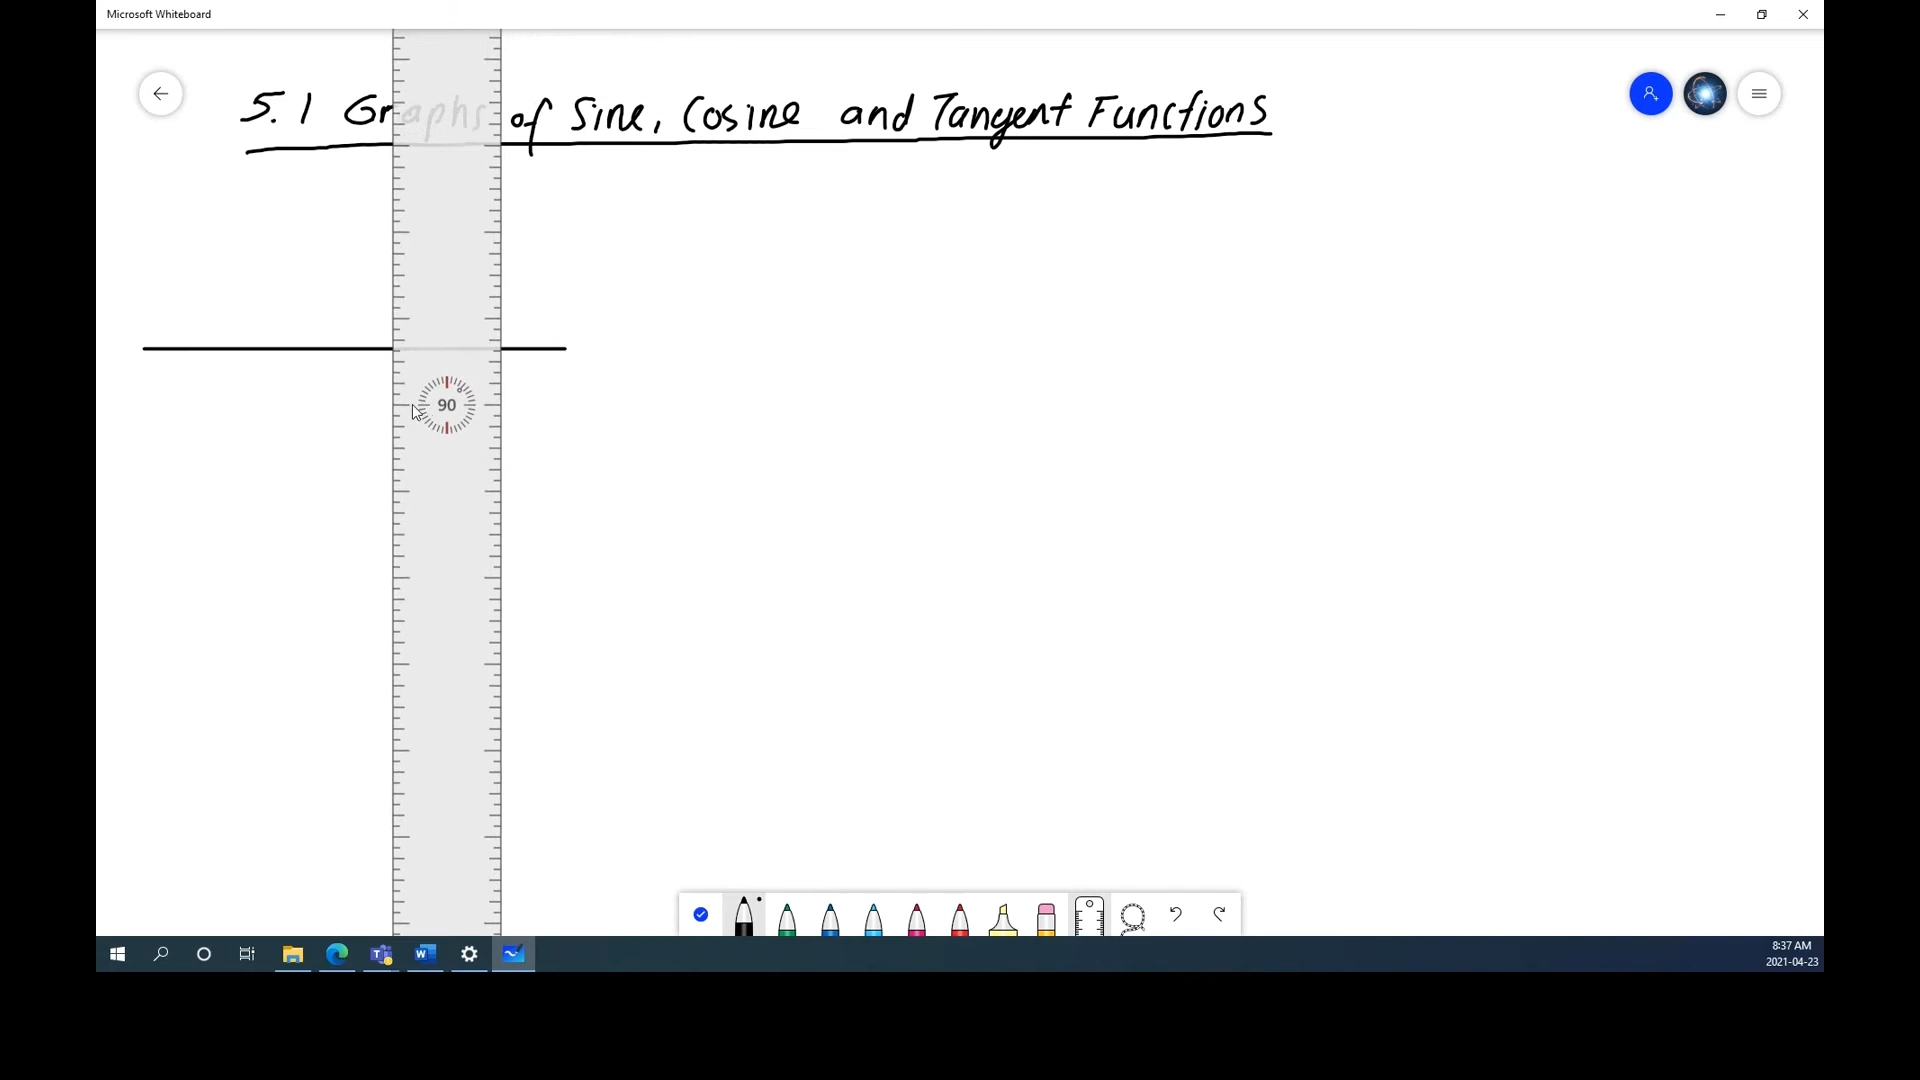 Microsoft Whiteboard
5.1 Graphs of Sine, Cosine and Tangent Functions
90
8:37 AM
2021-04-23